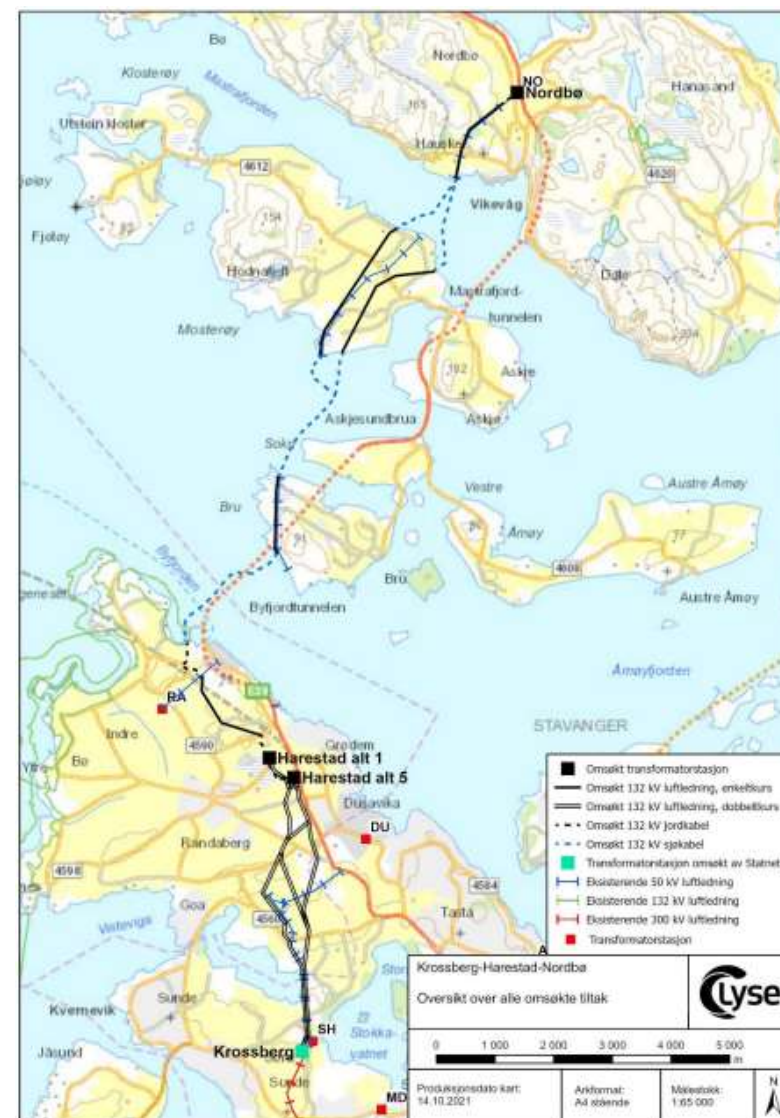 Bø
Nordbø
Klosterøy
Mastrafjorden
NO
Nordbø
Hanasand
165
Utstein kloster
Hauske
4612
4620
Vikevåg
Fjøløy
154
Hodnafjell
Mastrafjord-
tunnelen
Mosterøy
102
Askje
Askjesundbrua
Askje
Sokn
Bru
Vestre
Åmøy
Austre Åmøy
Byfjorden
Bru
4608
Byfjordtunnelen
Austre Åmøy
Åmøyfjorden
RA
E39
STAVANGER
Indre
Bø
4590
Grødem
Harestad alt 1
Harestad alt 5
Dusavika
DU
Randaberg
4598
Goa
4584
Tasta
Visteviga
Sunde
Kvernevik
Stokka-
vatnet
SH
Krossberg
Jåsund
Sunde
MD
Omsøkt transformatorstasjon
Omsøkt 132 kV luftledning, enkeltkurs
Omsøkt 132 kV luftledning, dobbeltkurs
Omsøkt 132 kV jordkabel
Omsøkt 132 kV sjøkabel
Transformatorstasjon omsøkt av Statnet
Eksisterende 50 kV luftledning
Eksisterende 132 kV luftledning
Eksisterende 300 kV luftledning
Transformatorstasjon
Krossberg-Harestad-Nordbø
Oversikt over alle omsøkte tiltak
Lyse
0 1 000 2 000 3 000 4 000 5 000
m
Produksjonsdato kart:
14.10.2021
Arkformat:
A4 stående
Målestokk:
1:65 000
N